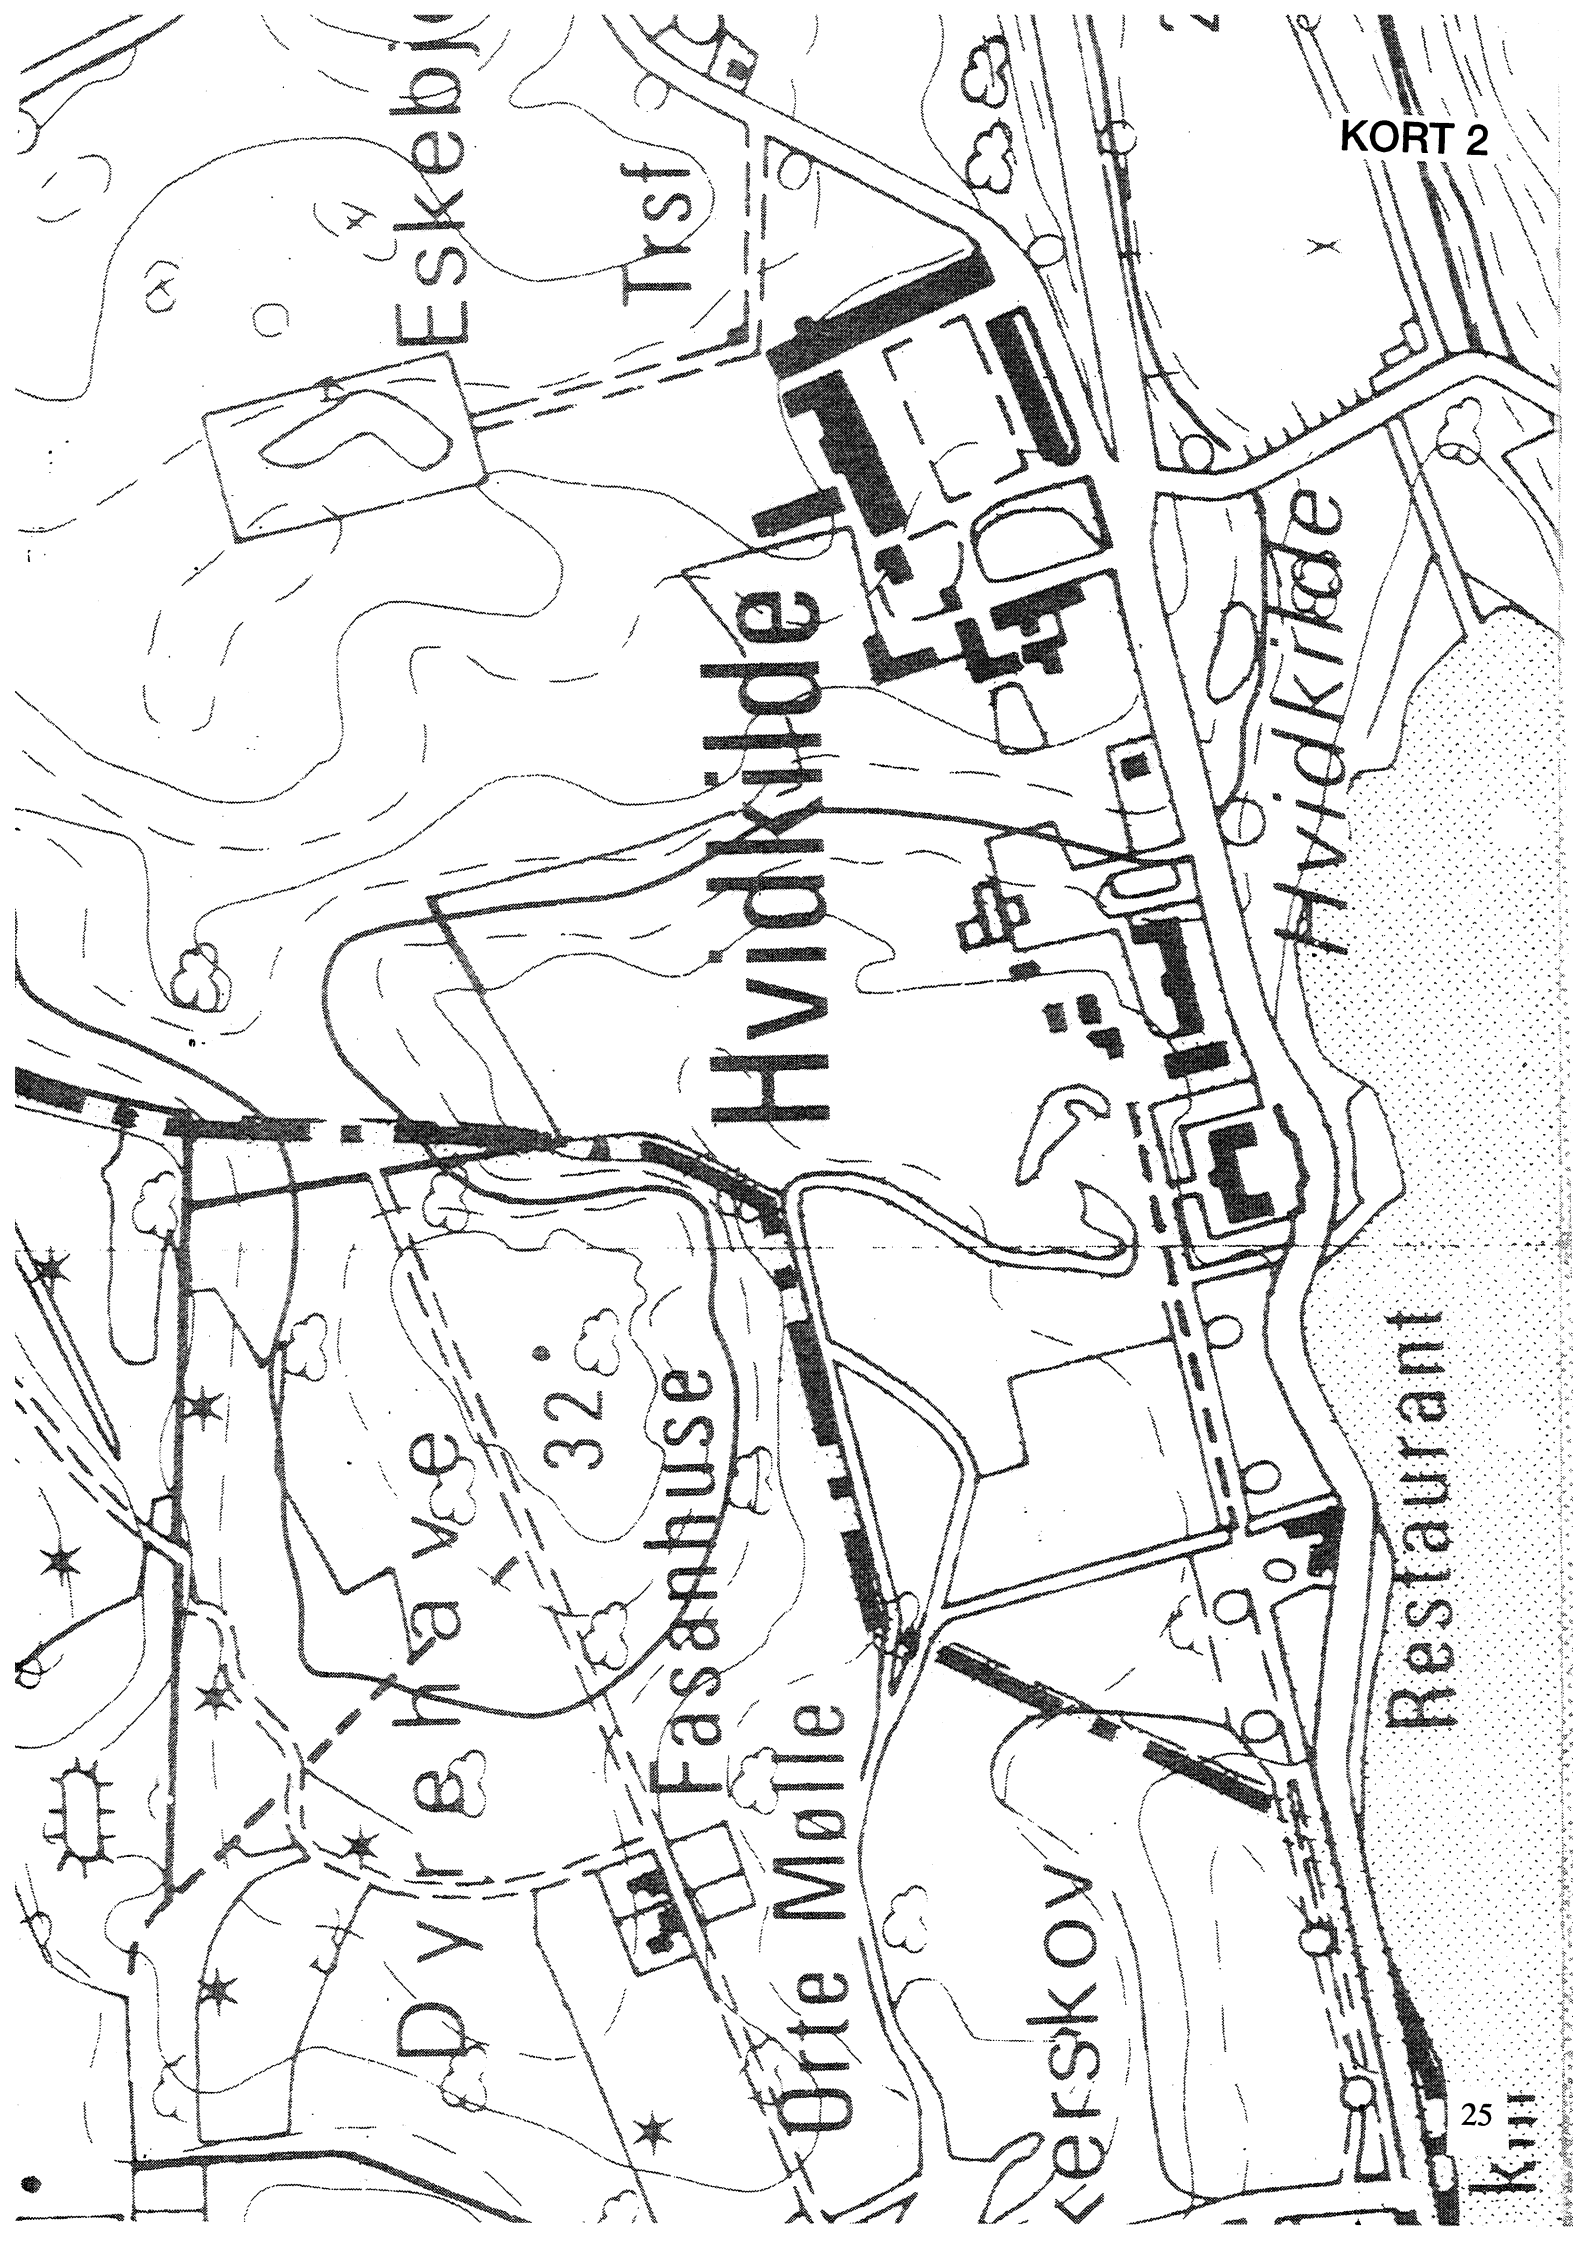 KORT 2
Eskebj
Trsf
Hvidkilde
Hvidkilde
Dyrehave
32
Fasanhuse
Ørte Mølle
erskov
Restaurant
25